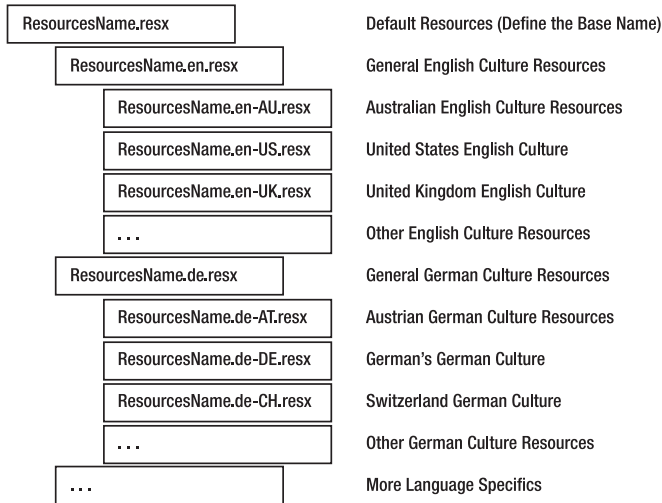 ResourcesName.resx Default Resources (Define the Base Name)
ResourcesName.en.resx General English Culture Resources
ResourcesName.en-AU.resx Australian English Culture Resources
ResourcesName.en-US.resx United States English Culture
ResourcesName.en-UK.resx United Kingdom English Culture
... Other English Culture Resources
ResourcesName.de.resx General German Culture Resources
ResourcesName.de-AT.resx Austrian German Culture Resources
ResourcesName.de-DE.resx German’s German Culture
ResourcesName.de-CH.resx Switzerland German Culture
... Other German Culture Resources
... More Language Specifics